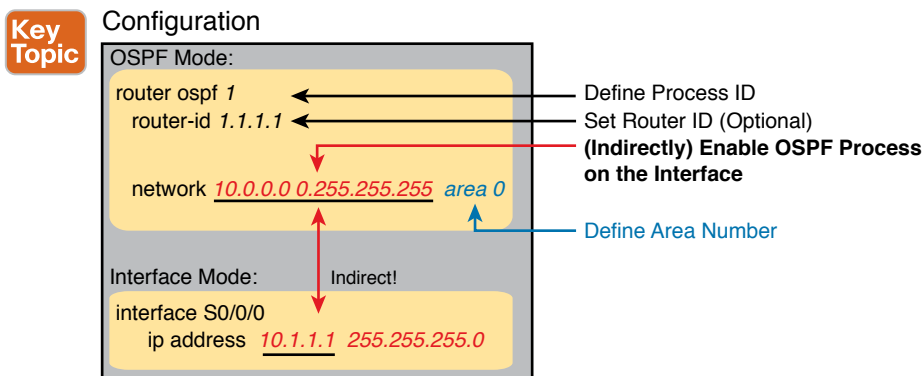 Key
Topic
Configuration
OSPF Mode:
router ospf 1
Define Process ID
router-id 1.1.1.1
Set Router ID (Optional)
(Indirectly) Enable OSPF Process
on the Interface
network 10.0.0.0 0.255.255.255 area 0
Define Area Number
Interface Mode:
Indirect!
interface S0/0/0
ip address 10.1.1.1 255.255.255.0